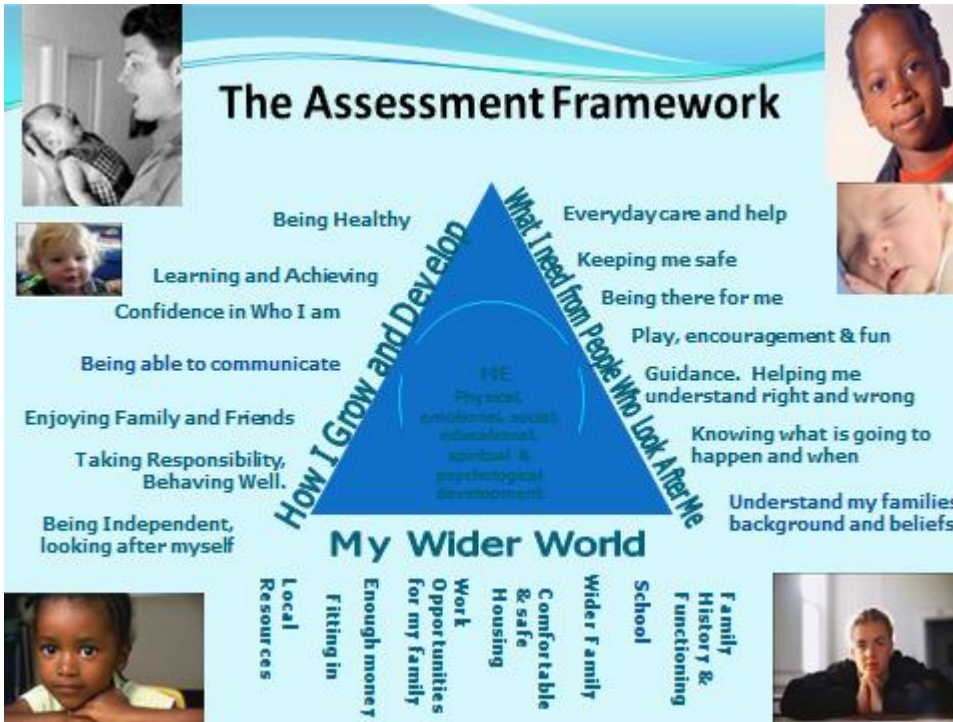 The Assessment Framework
Being Healthy
Learning and Achieving
Confidence in Who I am
Being able to communicate
Enjoying Family and Friends
Taking Responsibility,
Behaving Well.
Being Independent,
looking after myself
How I Grow and Develop
What I need from People Who Look After Me
Everyday care and help
Keeping me safe
Being there for me
Play, encouragement & fun
Guidance. Helping me
understand right and wrong
Knowing what is going to
happen and when
Understand my families
background and beliefs
ME
Physical,
emotional, social,
educational,
spiritual &
psychological
development
My Wider World
Local
Resources
Fitting in
Enough money
Work
Opportunities
for my family
Comfortable
& safe
Housing
Wider Family
School
Family
History &
Functioning